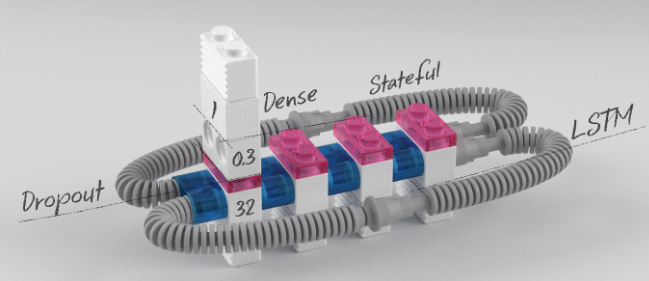 Stateful
Dense
LSTM
1
0.3
Dropout
32